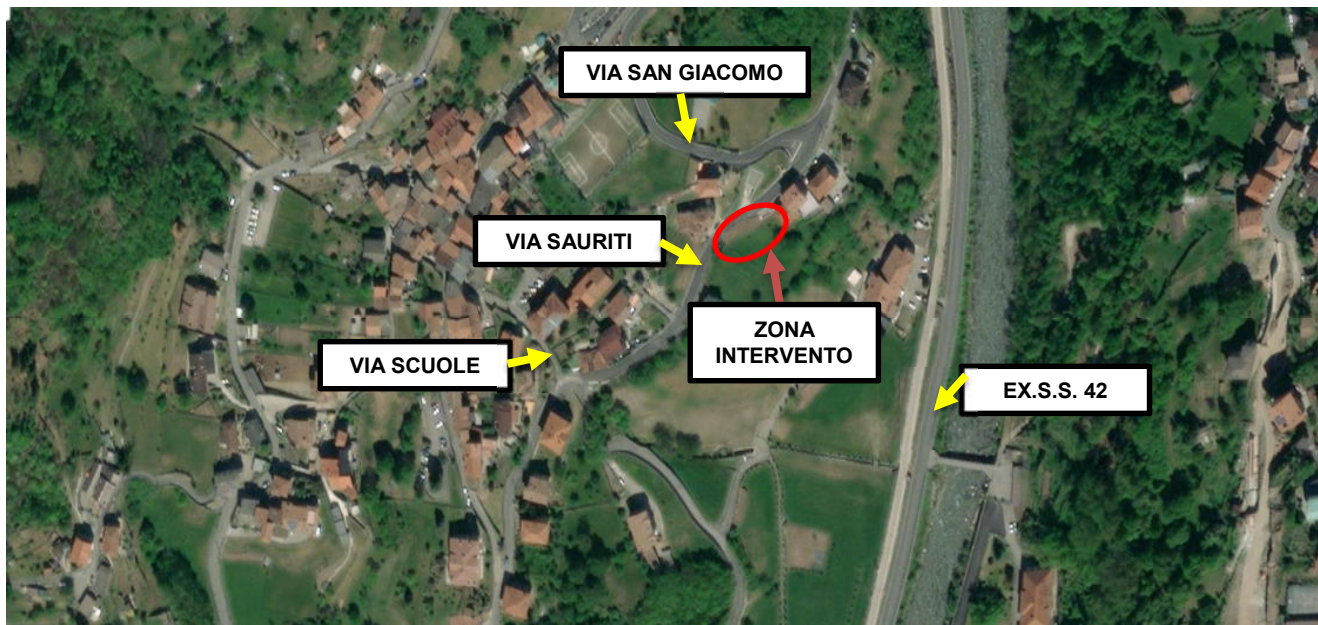 VIA SAN GIACOMO
VIA SAURITI
ZONA
INTERVENTO
VIA SCUOLE
EX.S.S. 42